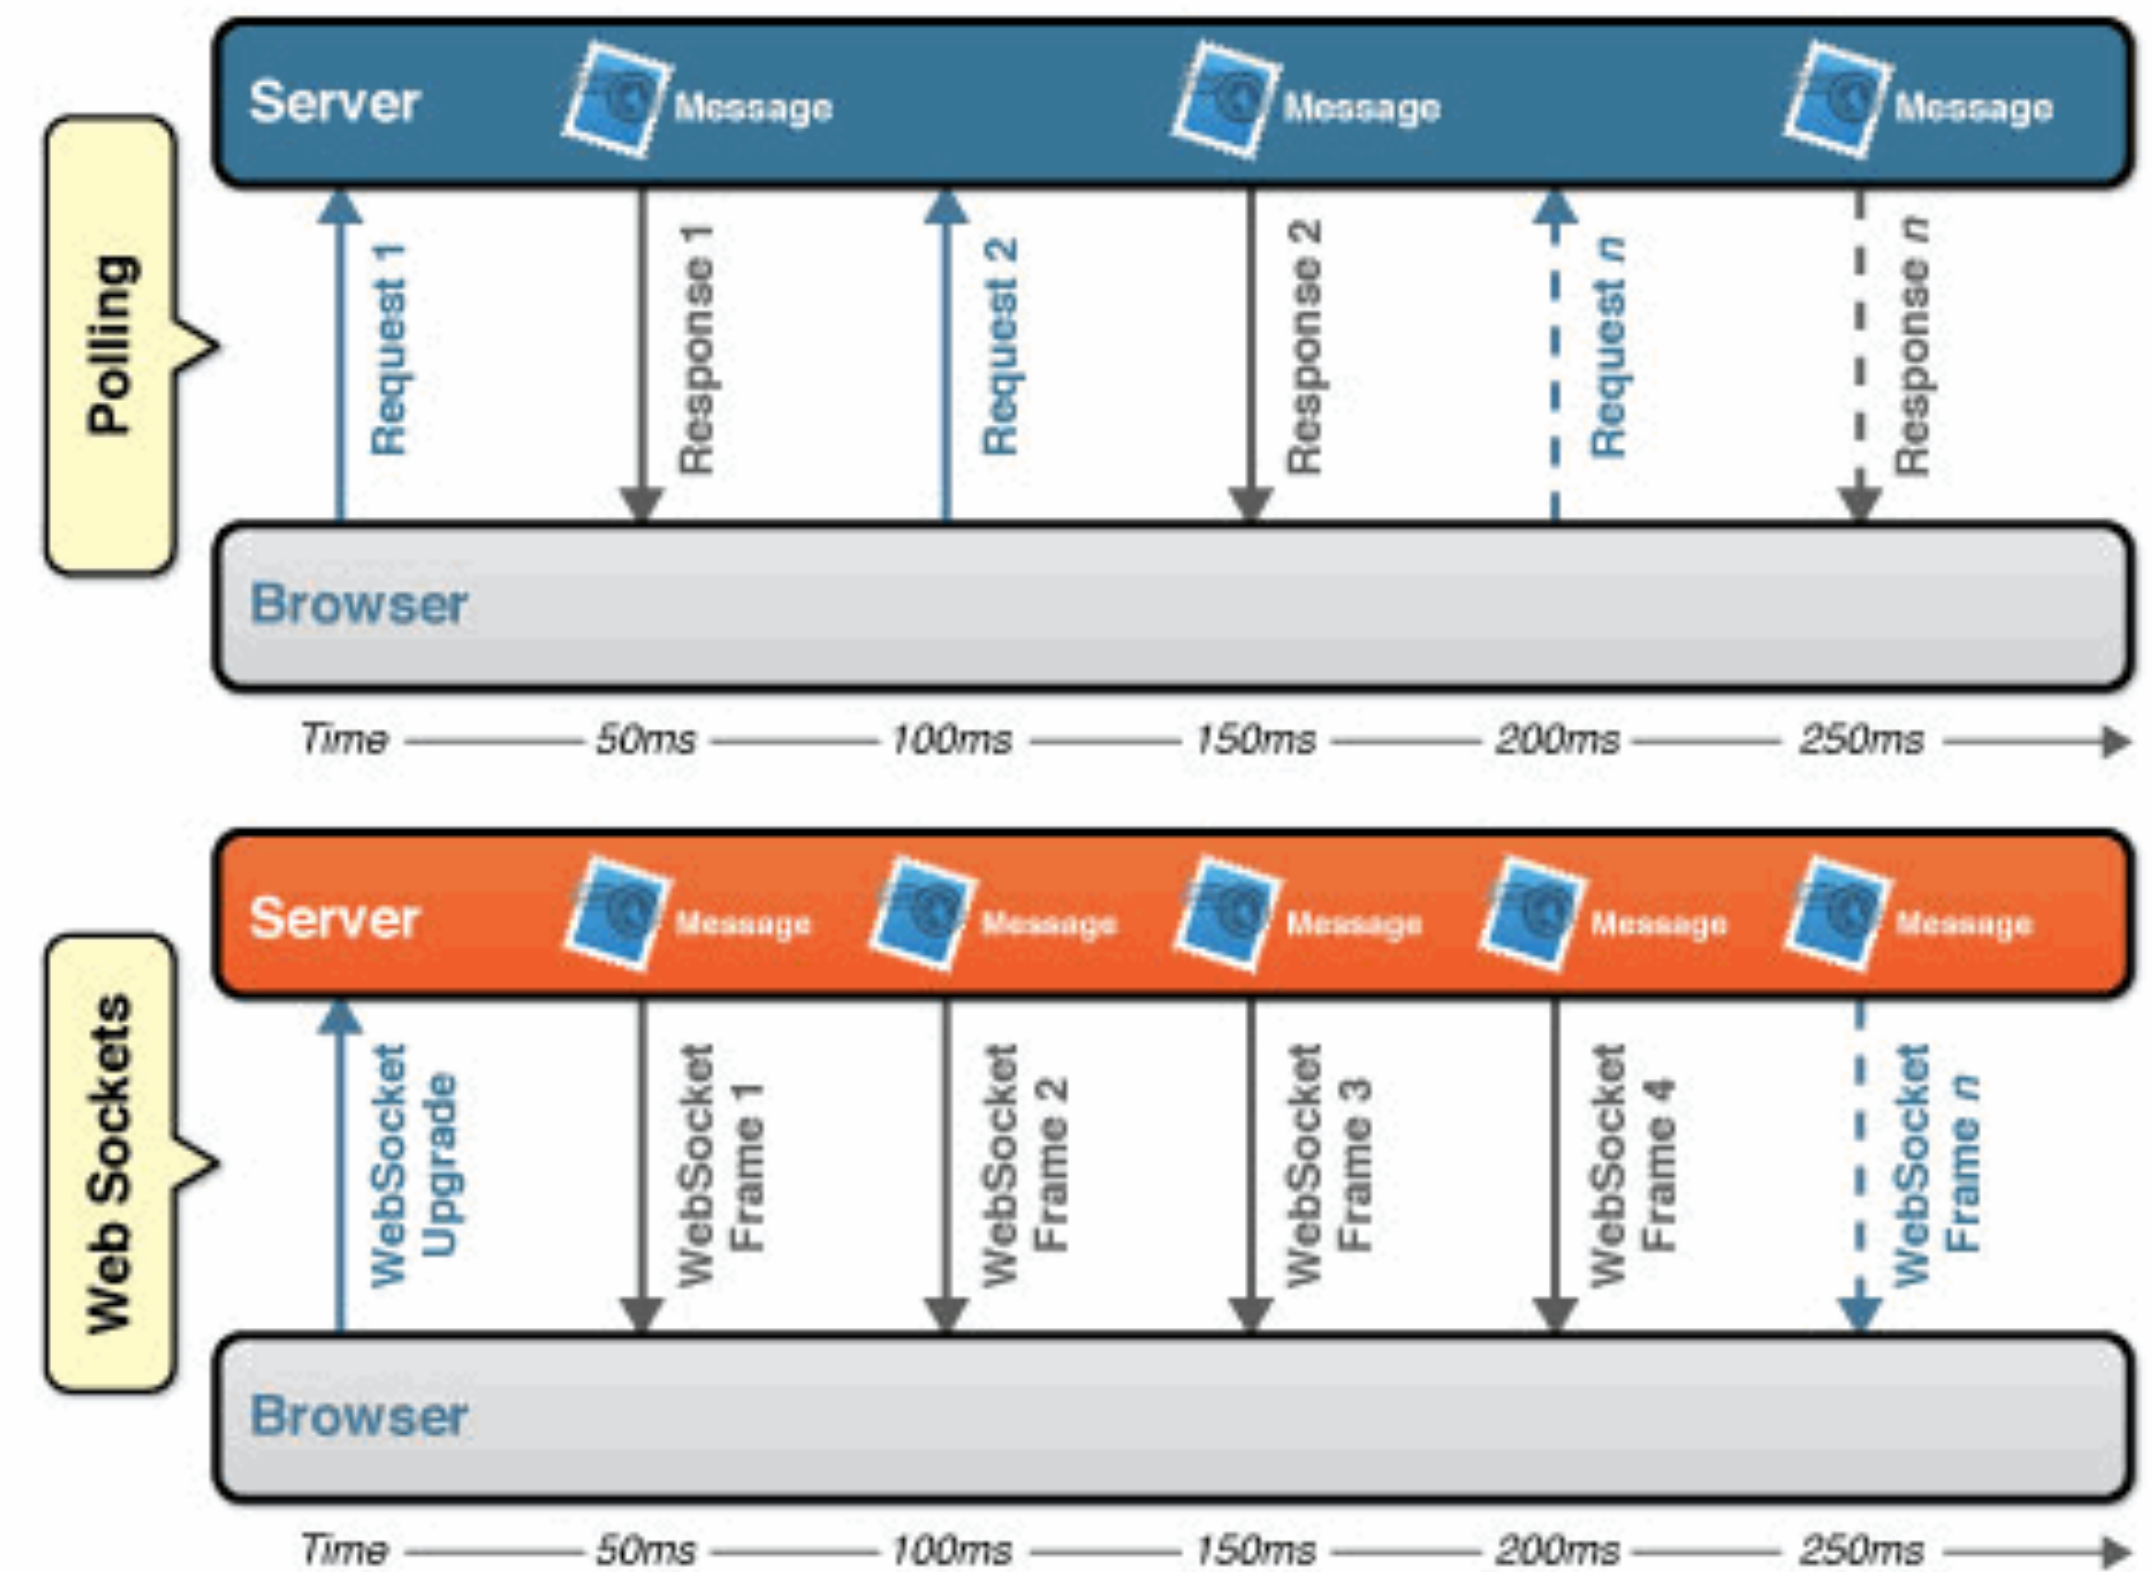 Polling
Server
Message
Message
Message
Request 1
Response 1
Request 2
Response 2
Request n
Response n
Browser
Time 50ms 100ms 150ms 200ms 250ms
Web Sockets
Server
Message
Message
Message
Message
Message
WebSocket
Upgrade
WebSocket
Frame 1
WebSocket
Frame 2
WebSocket
Frame 3
WebSocket
Frame 4
WebSocket
Frame n
Browser
Time 50ms 100ms 150ms 200ms 250ms